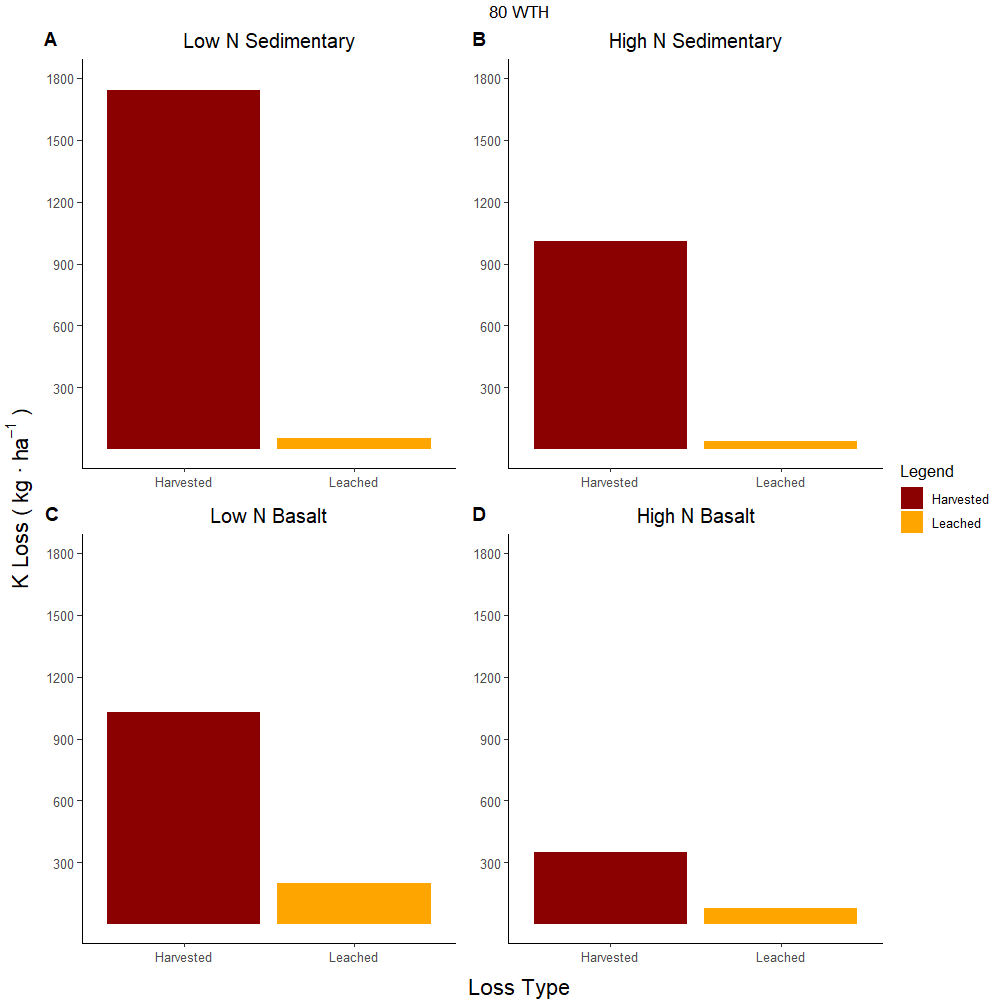 80 WTH
A
Low N Sedimentary
1800
1500
1200
900
600
300
Harvested
Leached
B
High N Sedimentary
1800
1500
1200
900
600
300
Harvested
Leached
C
Low N Basalt
1800
1500
1200
900
600
300
Harvested
Leached
D
High N Basalt
1800
1500
1200
900
600
300
Harvested
Leached
K Loss ( kg · ha⁻¹ )
Loss Type
Legend
Harvested
Leached